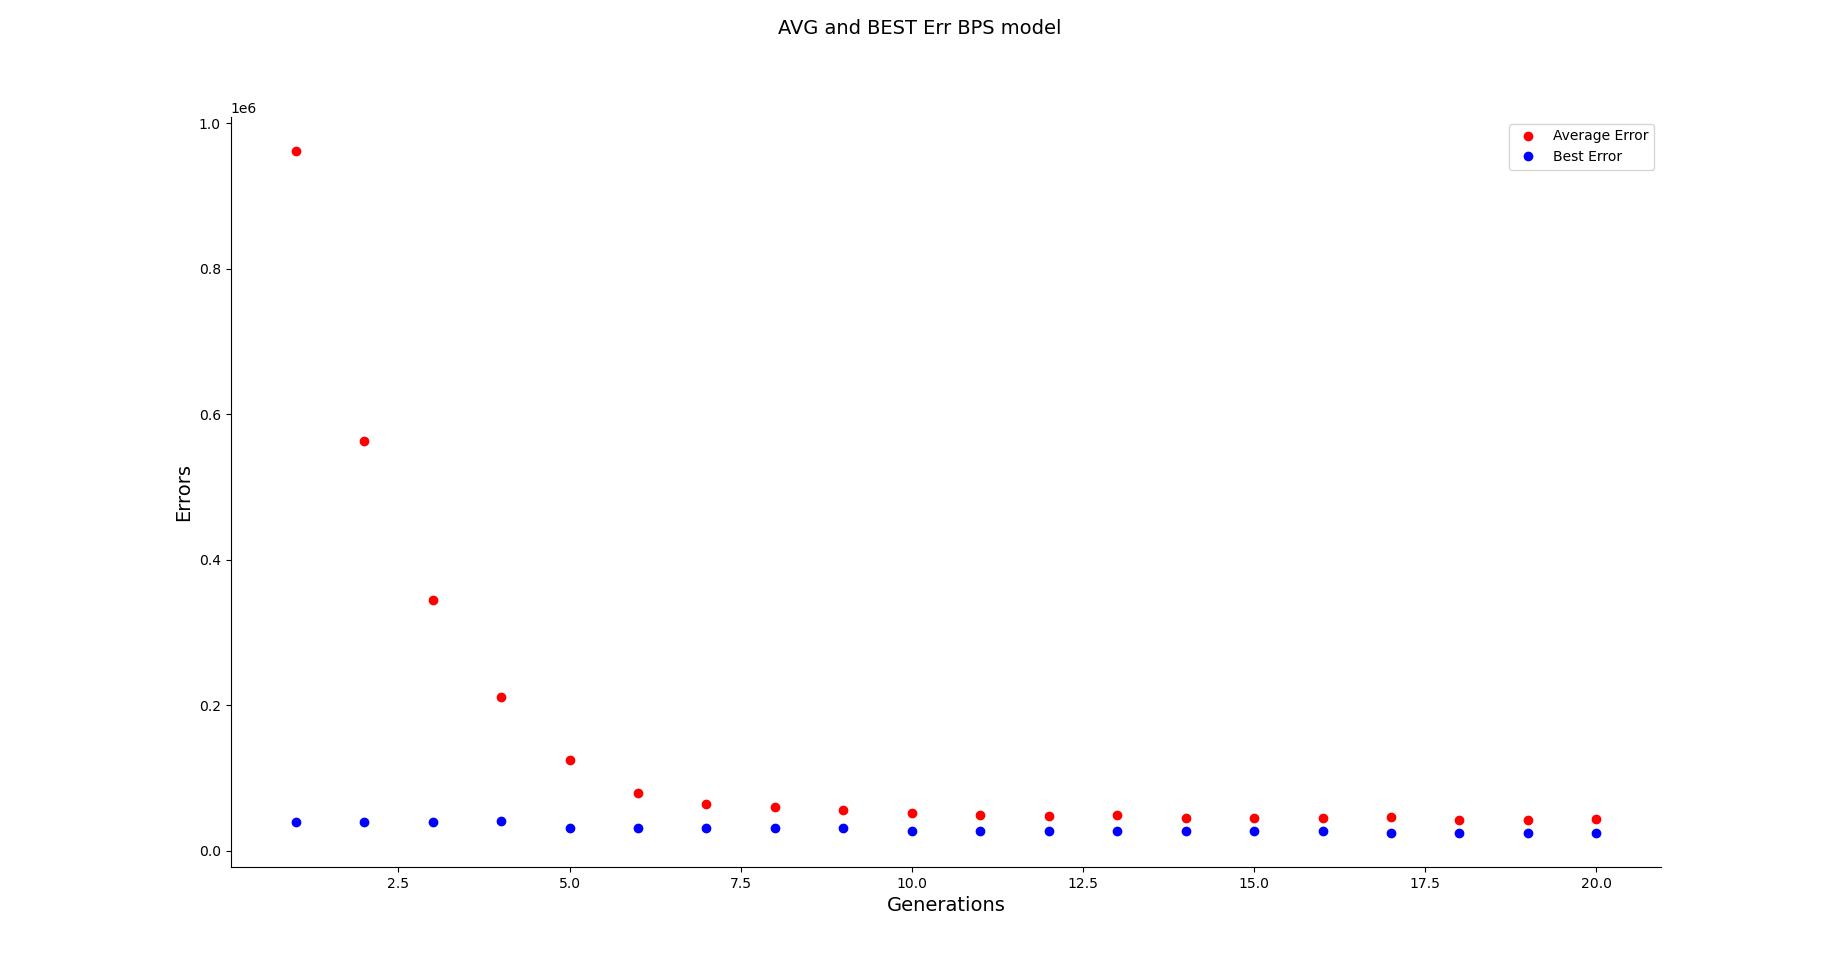 AVG and BEST Err BPS model
1e6
1.0
0.8
0.6
0.4
0.2
0.0
Errors
Average Error
Best Error
2.5 5.0 7.5 10.0 12.5 15.0 17.5 20.0
Generations